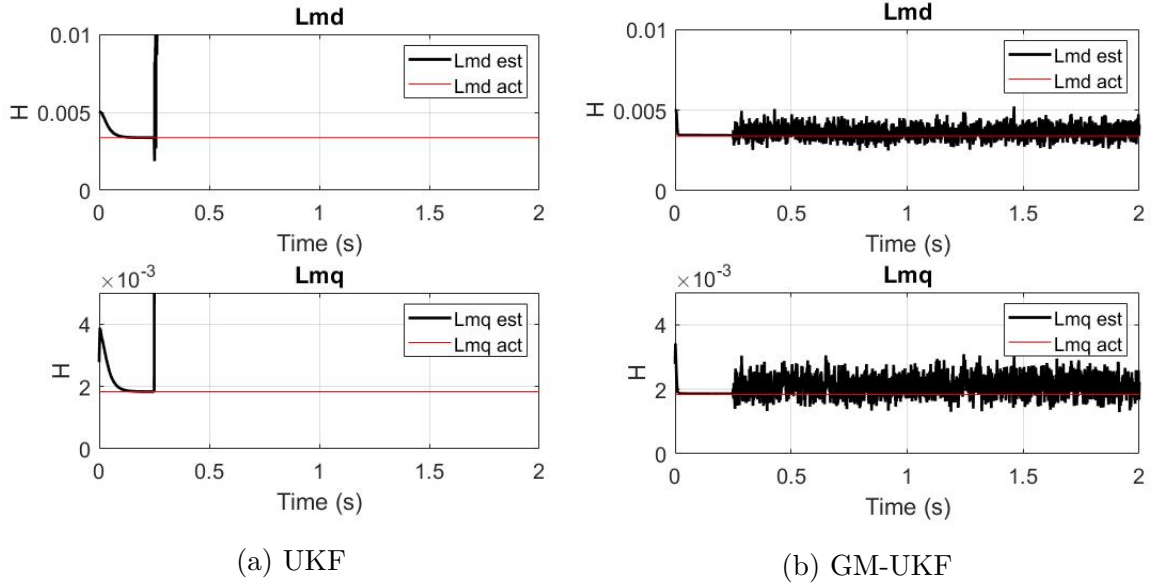 Lmd
0.01
0.005
0
H
Lmd est
Lmd act
0 0.5 1 1.5 2
Time (s)
Lmq
×10⁻³
4
2
0
H
Lmq est
Lmq act
0 0.5 1 1.5 2
Time (s)
(a) UKF
Lmd
0.01
0.005
0
H
Lmd est
Lmd act
0 0.5 1 1.5 2
Time (s)
Lmq
×10⁻³
4
2
0
H
Lmq est
Lmq act
0 0.5 1 1.5 2
Time (s)
(b) GM-UKF